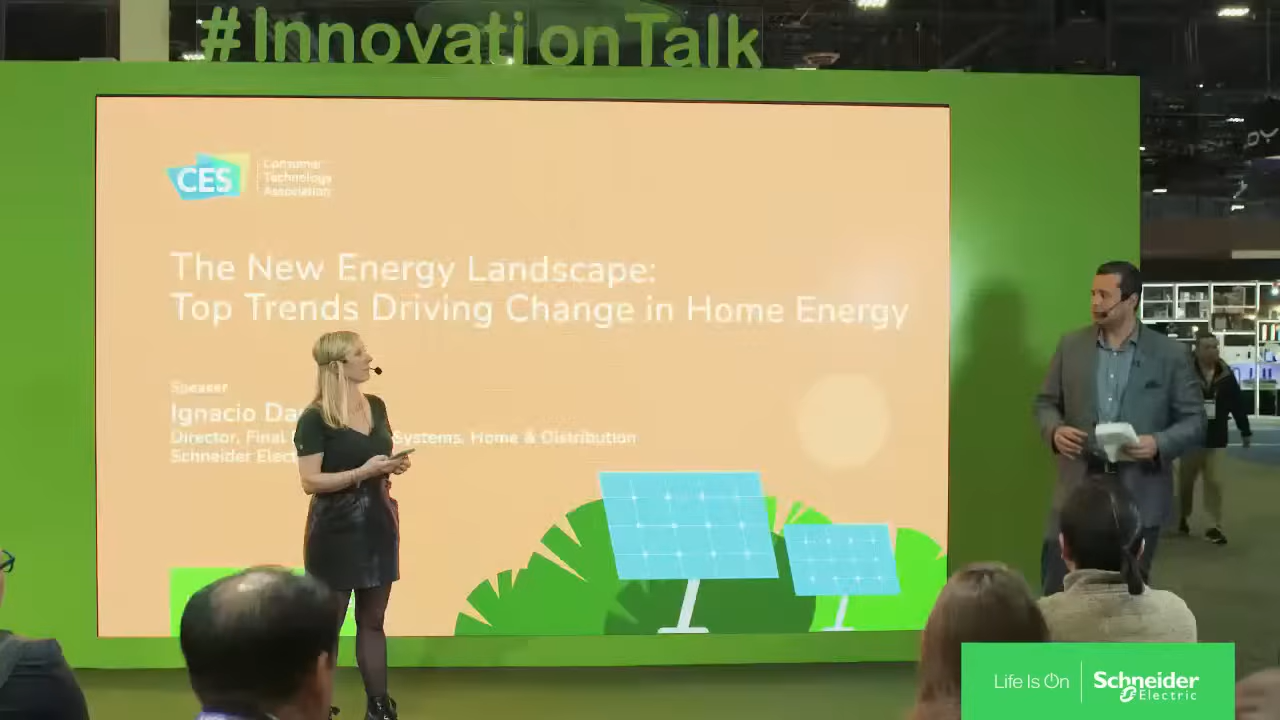 #InnovationTalk
CES
Consumer
Technology
Association
The New Energy Landscape:
Top Trends Driving Change in Home Energy
Speaker
Ignacio Da
Director, Final Systems, Home & Distribution
Schneider Elect
Life Is On
Schneider
Electric